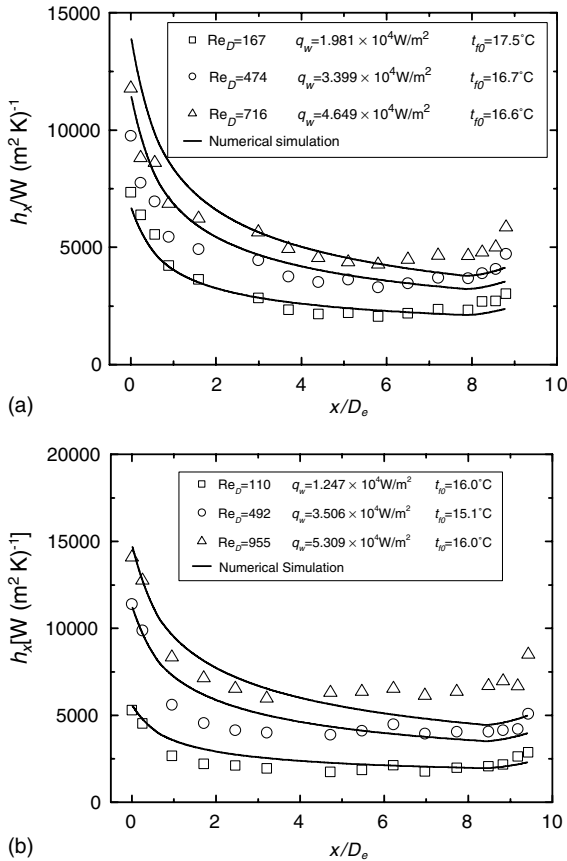 15000
10000
5000
0
h_x/W (m² K)⁻¹
Re_D=167 q_w=1.981 × 10⁴W/m² t_f0=17.5°C
Re_D=474 q_w=3.399 × 10⁴W/m² t_f0=16.7°C
Re_D=716 q_w=4.649 × 10⁴W/m² t_f0=16.6°C
Numerical simulation
0 2 4 6 8 10
(a)
x/D_e
20000
15000
10000
5000
0
h_x[W (m² K)⁻¹]
Re_D=110 q_w=1.247 × 10⁴W/m² t_f0=16.0°C
Re_D=492 q_w=3.506 × 10⁴W/m² t_f0=15.1°C
Re_D=955 q_w=5.309 × 10⁴W/m² t_f0=16.0°C
Numerical Simulation
0 2 4 6 8 10
(b)
x/D_e